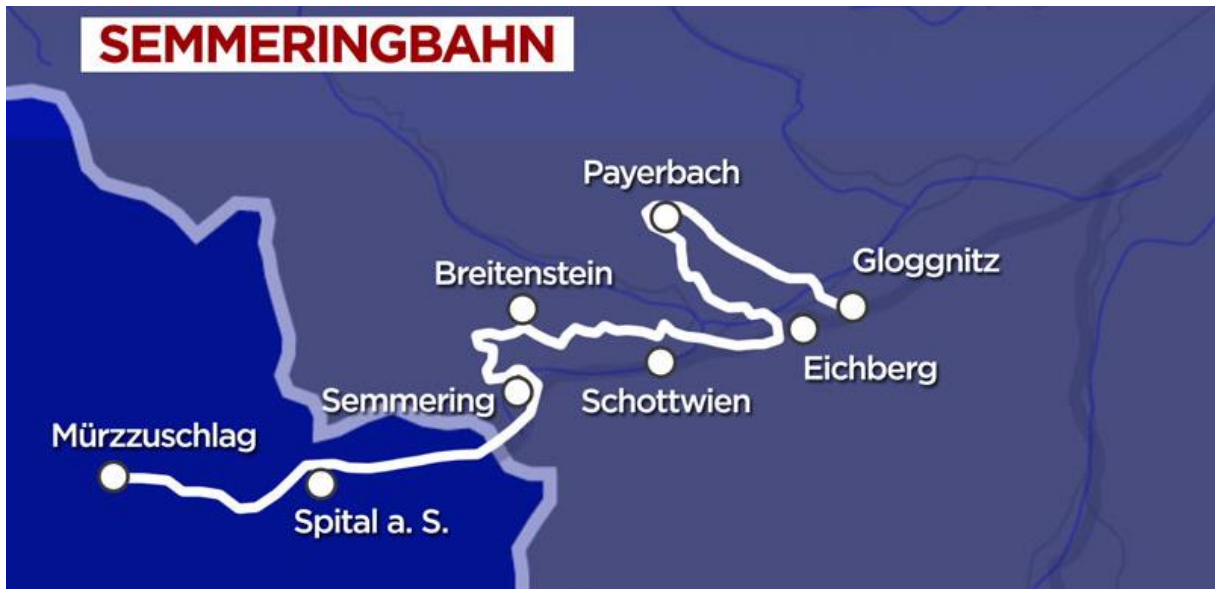 SEMMERINGBAHN
Payerbach
Gloggnitz
Breitenstein
Eichberg
Schottwien
Semmering
Mürzzuschlag
Spital a. S.